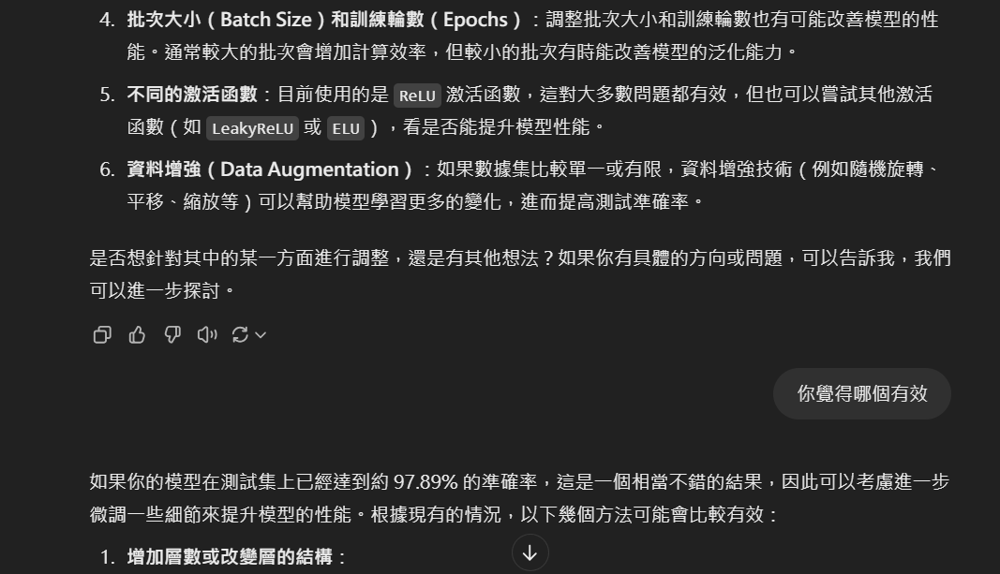 4. 批次大小（Batch Size）和訓練輪數（Epochs）：調整批次大小和訓練輪數也有可能改善模型的性
能。通常較大的批次會增加計算效率，但較小的批次有時能改善模型的泛化能力。
5. 不同的激活函數：目前使用的是 ReLU 激活函數，這對大多數問題都有效，但也可以嘗試其他激活
函數（如 LeakyReLU 或 ELU），看是否能提升模型性能。
6. 資料增強（Data Augmentation）：如果數據集比較單一或有限，資料增強技術（例如隨機旋轉、
平移、縮放等）可以幫助模型學習更多的變化，進而提高測試準確率。
是否想針對其中的某一方面進行調整，還是有其他想法？如果你有具體的方向或問題，可以告訴我，我們
可以進一步探討。
你覺得哪個有效
如果你的模型在測試集上已經達到約 97.89% 的準確率，這是一個相當不錯的結果，因此可以考慮進一步
微調一些細節來提升模型的性能。根據現有的情況，以下幾個方法可能會比較有效：
1. 增加層數或改變層的結構：